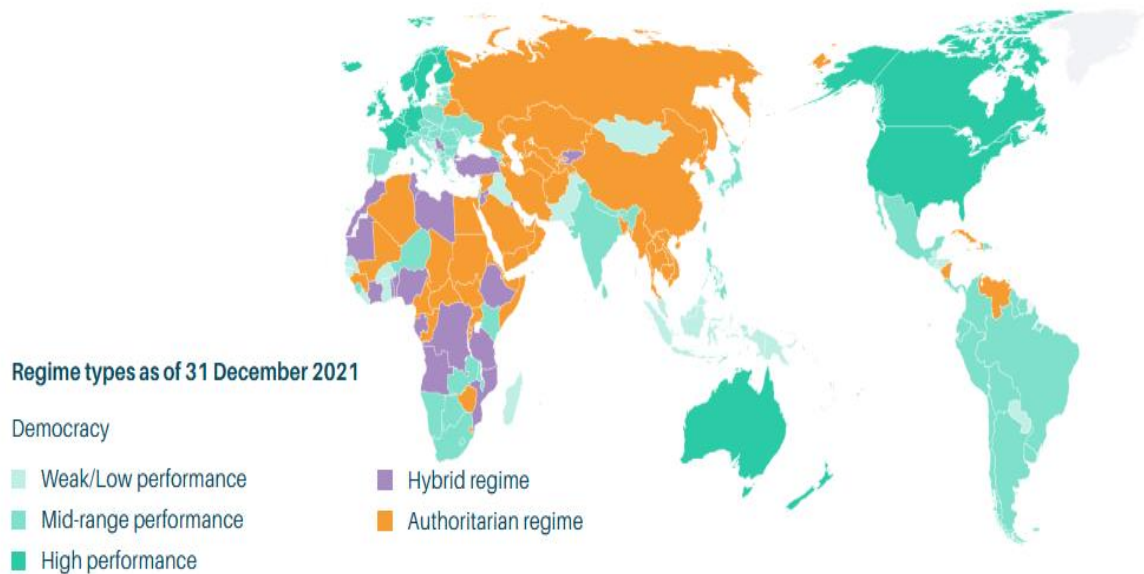 Regime types as of 31 December 2021
Democracy
Weak/Low performance
Mid-range performance
High performance
Hybrid regime
Authoritarian regime